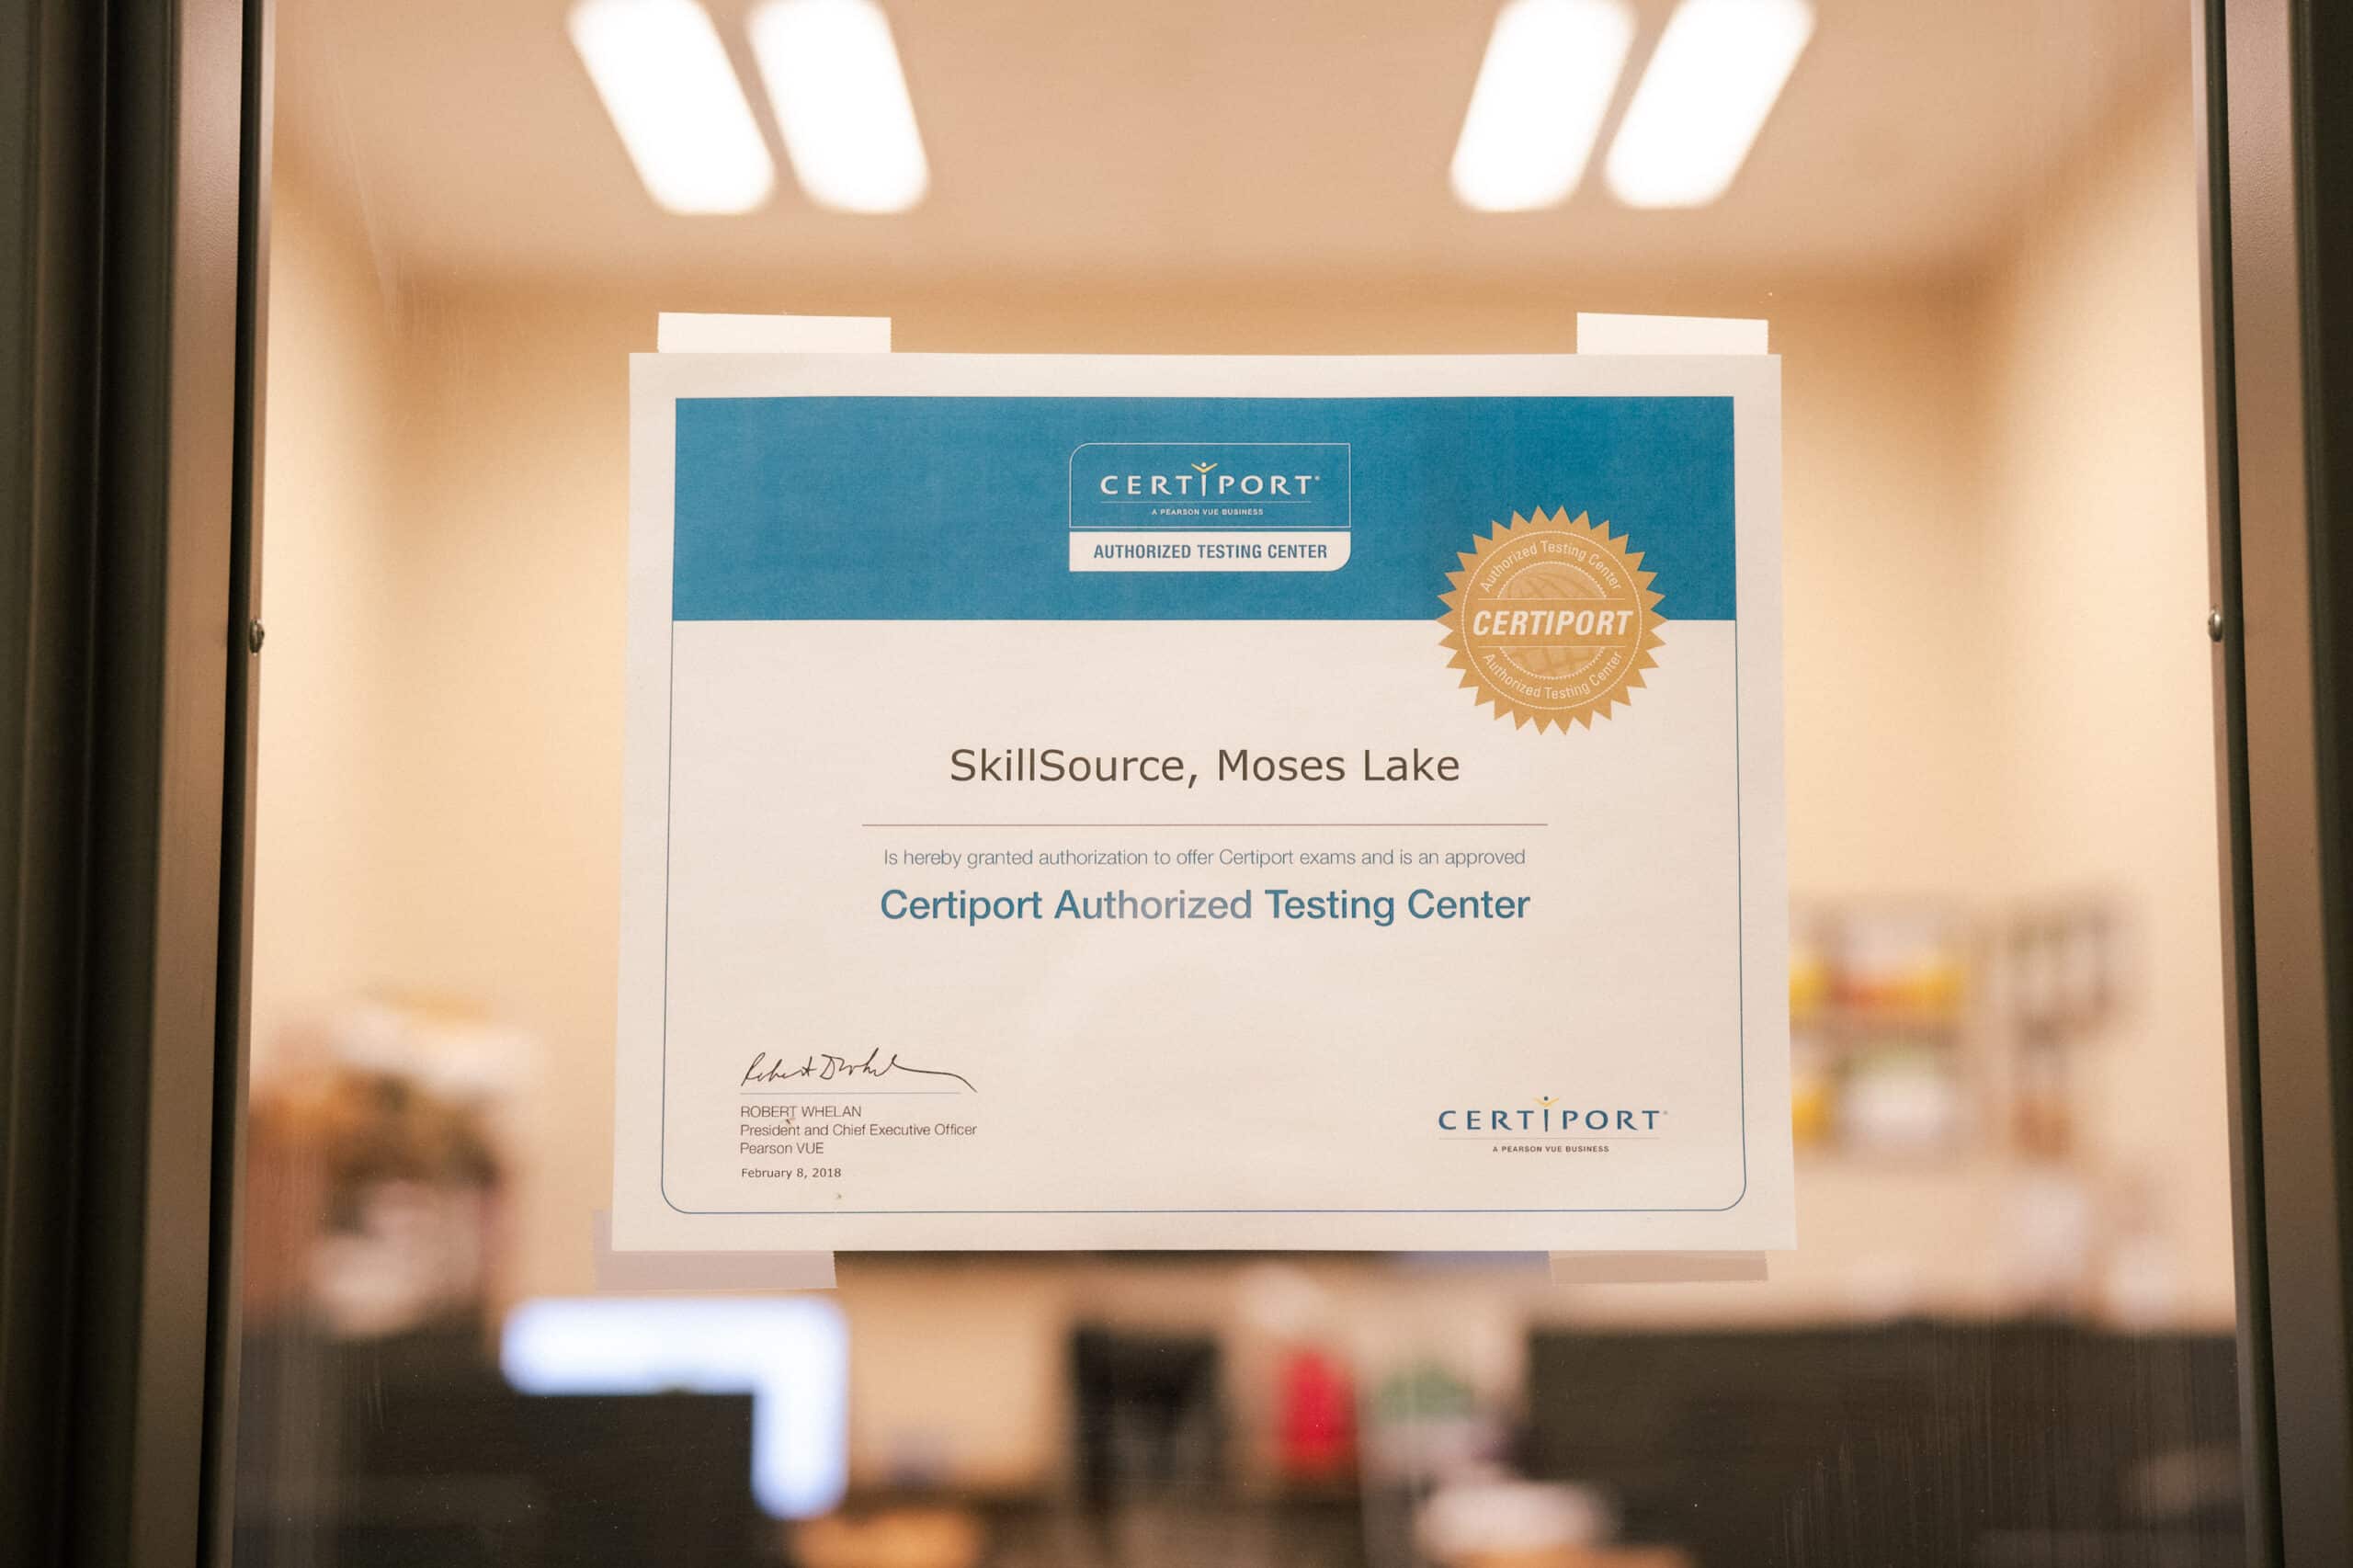 CERTIPORT®
A PEARSON VUE BUSINESS
AUTHORIZED TESTING CENTER
Authorized Testing Center
CERTIPORT
Authorized Testing Center
SkillSource, Moses Lake
Is hereby granted authorization to offer Certiport exams and is an approved
Certiport Authorized Testing Center
Robert D Whelan
ROBERT WHELAN
President and Chief Executive Officer
Pearson VUE
February 8, 2018
CERTIPORT®
A PEARSON VUE BUSINESS